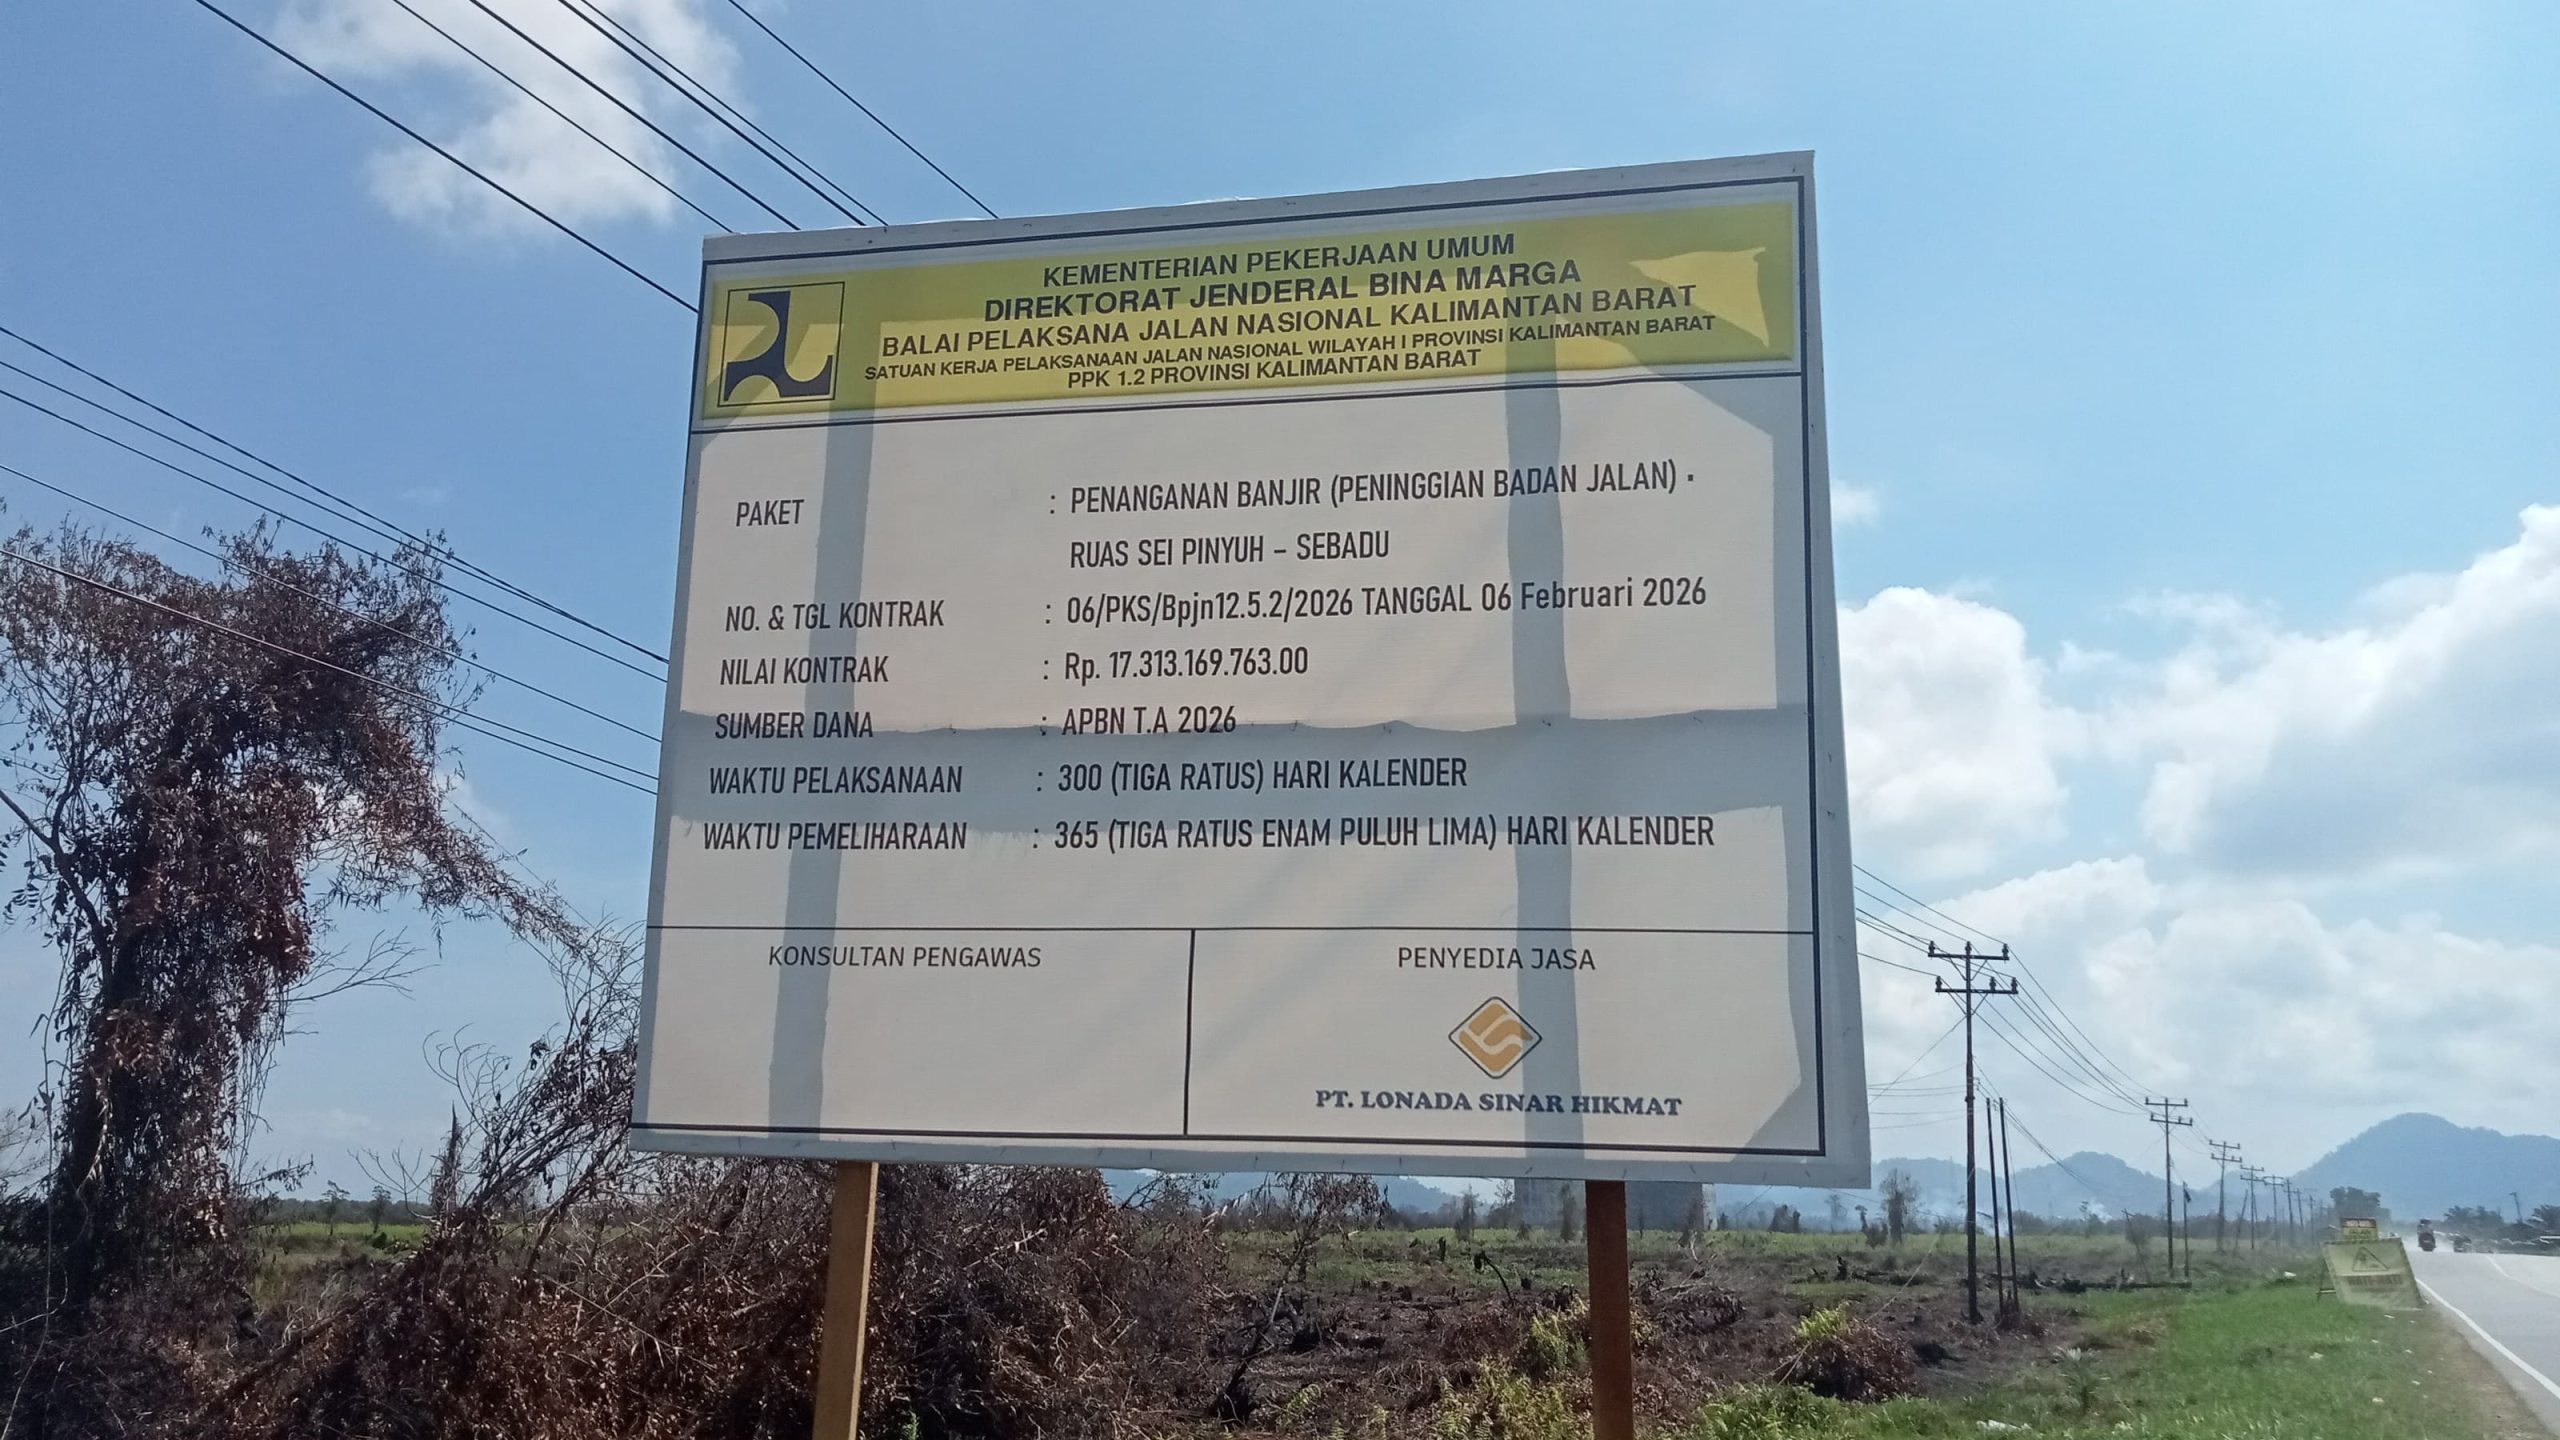 KEMENTERIAN PEKERJAAN UMUM
DIREKTORAT JENDERAL BINA MARGA
BALAI PELAKSANA JALAN NASIONAL KALIMANTAN BARAT
SATUAN KERJA PELAKSANAAN JALAN NASIONAL WILAYAH I PROVINSI KALIMANTAN BARAT
PPK 1.2 PROVINSI KALIMANTAN BARAT
PAKET : PENANGANAN BANJIR (PENINGGIAN BADAN JALAN) •
RUAS SEI PINYUH – SEBADU
NO. & TGL KONTRAK : 06/PKS/Bpjn12.5.2/2026 TANGGAL 06 Februari 2026
NILAI KONTRAK : Rp. 17.313.169.763.00
SUMBER DANA : APBN T.A 2026
WAKTU PELAKSANAAN : 300 (TIGA RATUS) HARI KALENDER
WAKTU PEMELIHARAAN : 365 (TIGA RATUS ENAM PULUH LIMA) HARI KALENDER
KONSULTAN PENGAWAS
PENYEDIA JASA
PT. LONADA SINAR HIKMAT